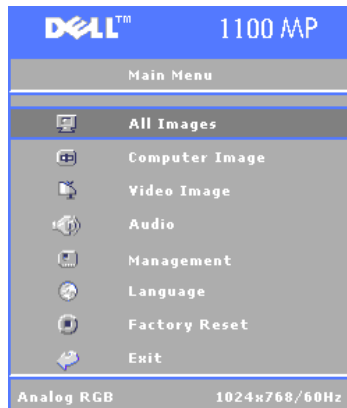 DELL™ 1100 MP
Main Menu
All Images
Computer Image
Video Image
Audio
Management
Language
Factory Reset
Exit
Analog RGB 1024x768/60Hz